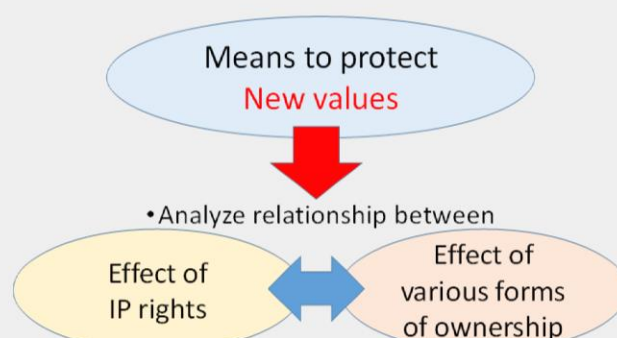 Means to protect
New values
•Analyze relationship between
Effect of
IP rights
Effect of
various forms
of ownership